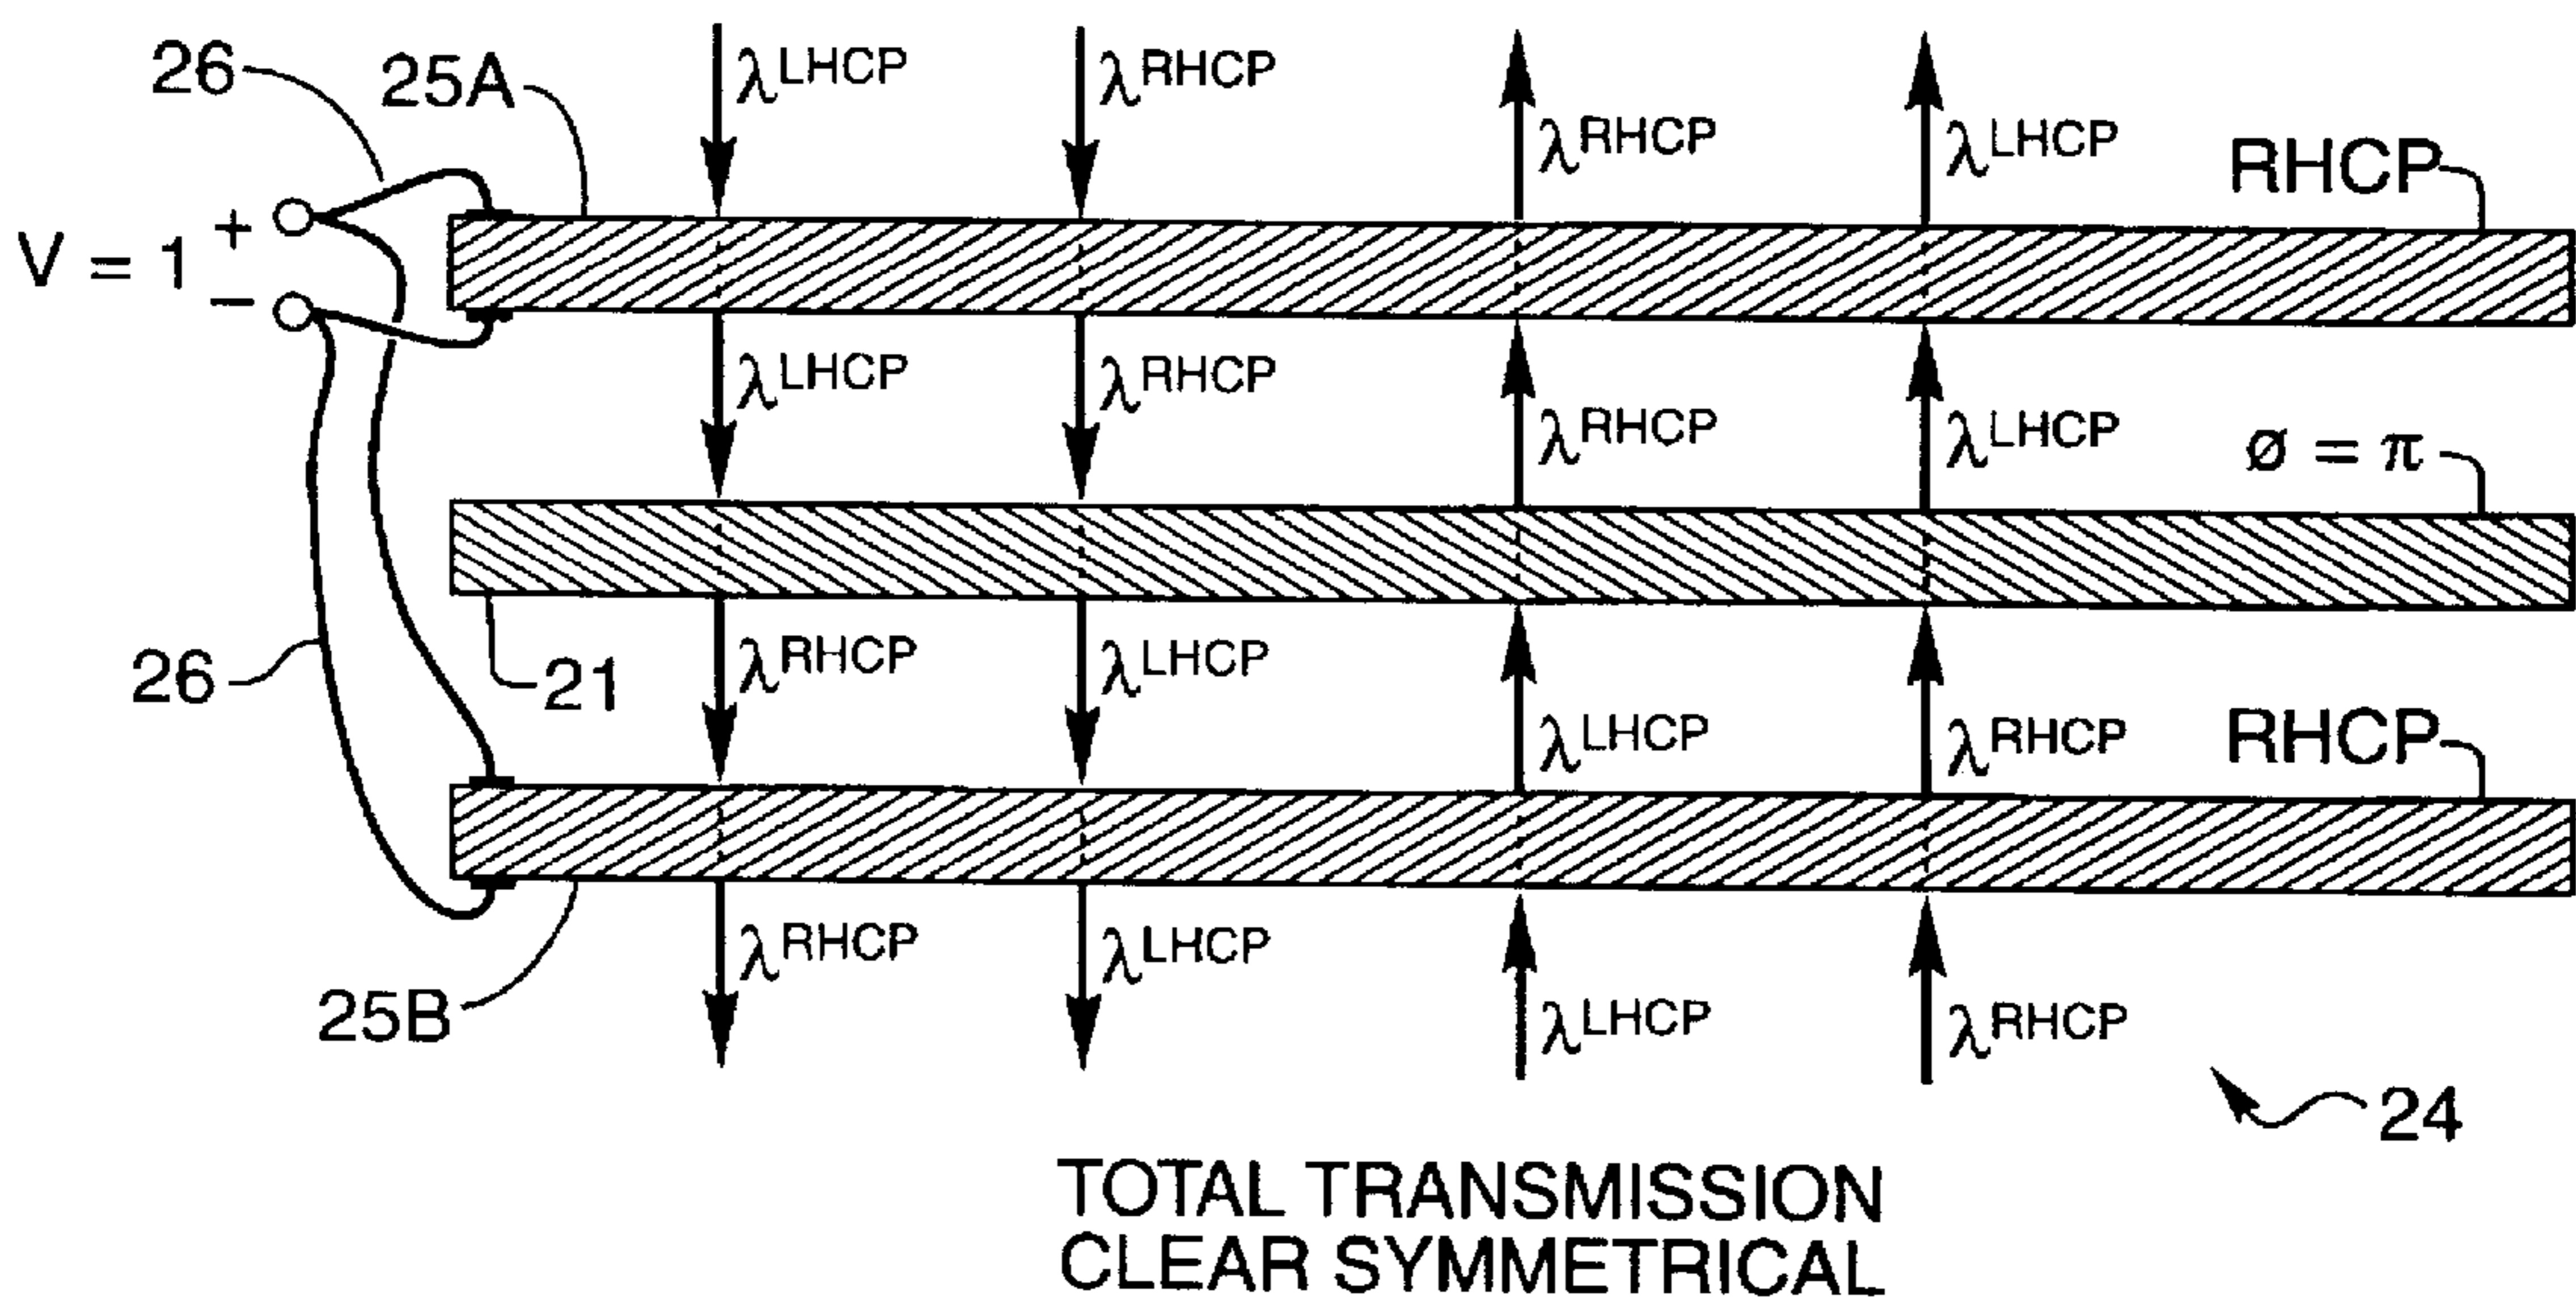 26
25A
λLHCP
λRHCP
λRHCP
λLHCP
RHCP
V = 1
+
−
λLHCP
λRHCP
λRHCP
λLHCP
ø = π
26
21
λRHCP
λLHCP
λLHCP
λRHCP
RHCP
25B
λRHCP
λLHCP
λLHCP
λRHCP
24
TOTAL TRANSMISSION
CLEAR SYMMETRICAL